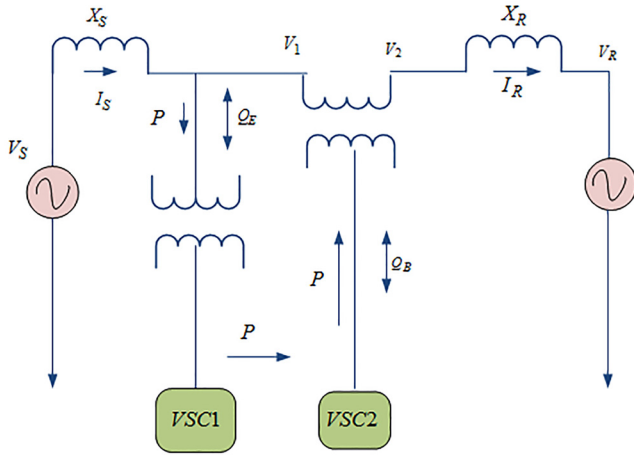 X_S
X_R
V_1
V_2
V_R
I_S
P
Q_E
I_R
V_S
P
Q_B
P
VSC1
VSC2